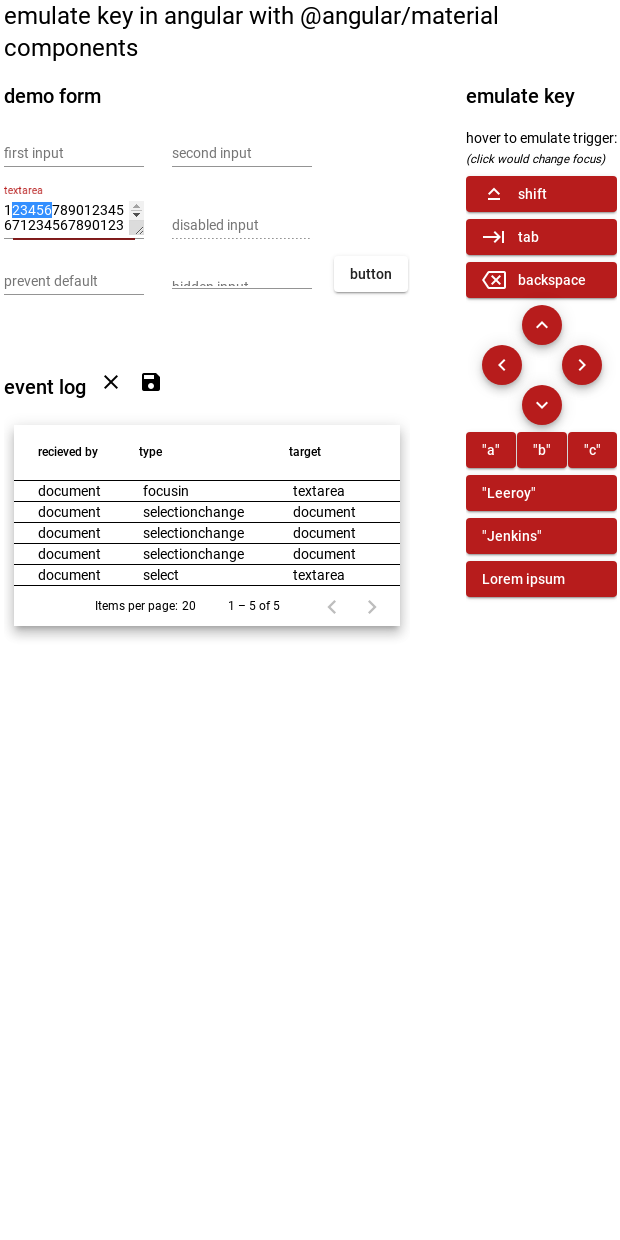 emulate key in angular with @angular/material
components
demo form
first input
second input
textarea
123456789012345
671234567890123
disabled input
prevent default
hidden input
button
event log
recieved by type target
document focusin textarea
document selectionchange document
document selectionchange document
document selectionchange document
document select textarea
Items per page: 20 1 – 5 of 5
emulate key
hover to emulate trigger:
(click would change focus)
shift
tab
backspace
"a" "b" "c"
"Leeroy"
"Jenkins"
Lorem ipsum